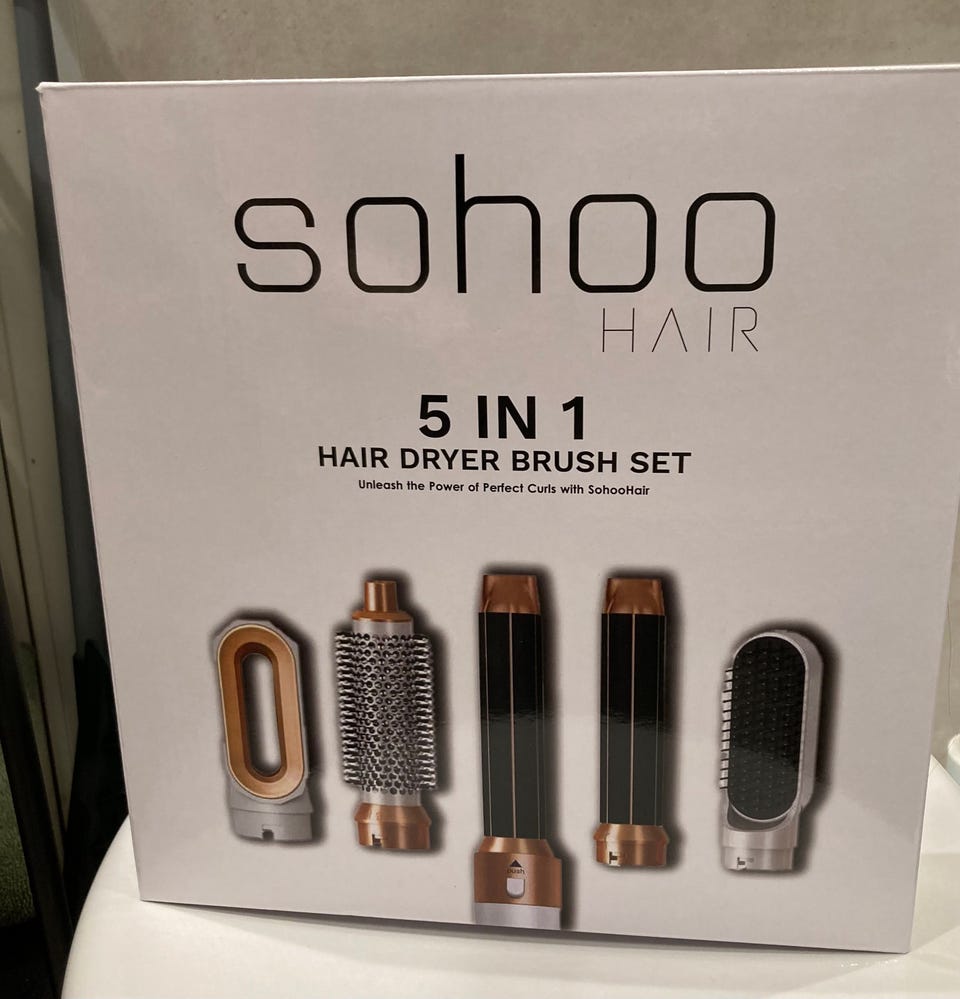 sohoo
HAIR
5 IN 1
HAIR DRYER BRUSH SET
Unleash the Power of Perfect Curls with SohooHair
push